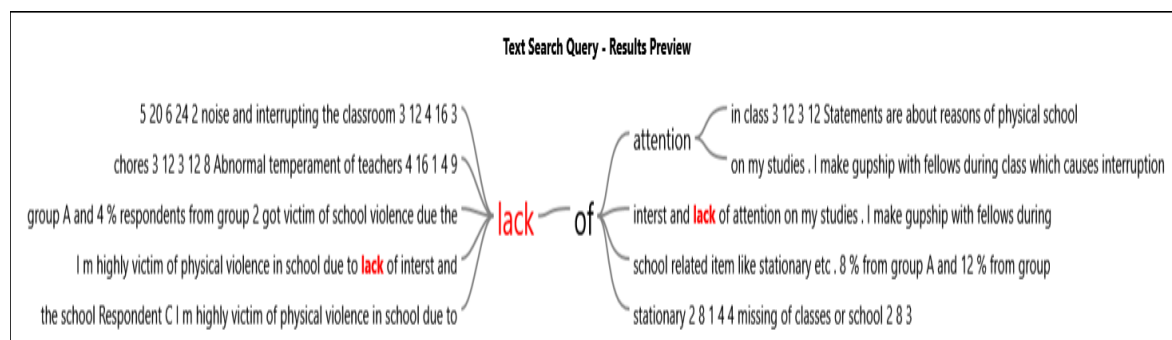 Text Search Query - Results Preview
5 20 6 24 2 noise and interrupting the classroom 3 12 4 16 3
chores 3 12 3 12 8 Abnormal temperament of teachers 4 16 1 4 9
group A and 4 % respondents from group 2 got victim of school violence due the
I m highly victim of physical violence in school due to lack of interst and
the school Respondent C I m highly victim of physical violence in school due to
lack
of
attention
in class 3 12 3 12 Statements are about reasons of physical school
on my studies . I make gupship with fellows during class which causes interruption
interst and lack of attention on my studies . I make gupship with fellows during
school related item like stationary etc . 8 % from group A and 12 % from group
stationary 2 8 1 4 4 missing of classes or school 2 8 3